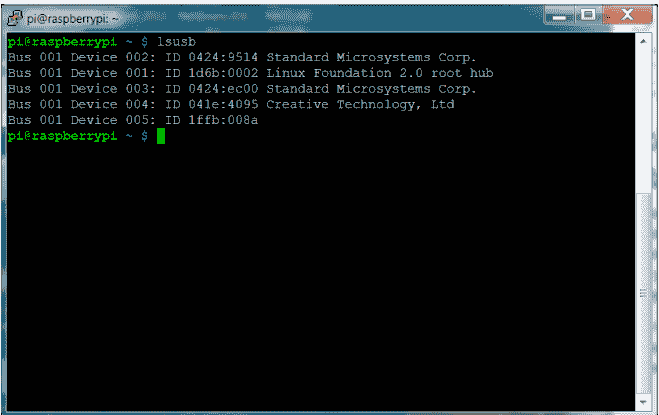 pi@raspberrypi: ~
pi@raspberrypi ~ $ lsusb
Bus 001 Device 002: ID 0424:9514 Standard Microsystems Corp.
Bus 001 Device 001: ID 1d6b:0002 Linux Foundation 2.0 root hub
Bus 001 Device 003: ID 0424:ec00 Standard Microsystems Corp.
Bus 001 Device 004: ID 041e:4095 Creative Technology, Ltd
Bus 001 Device 005: ID 1ffb:008a
pi@raspberrypi ~ $